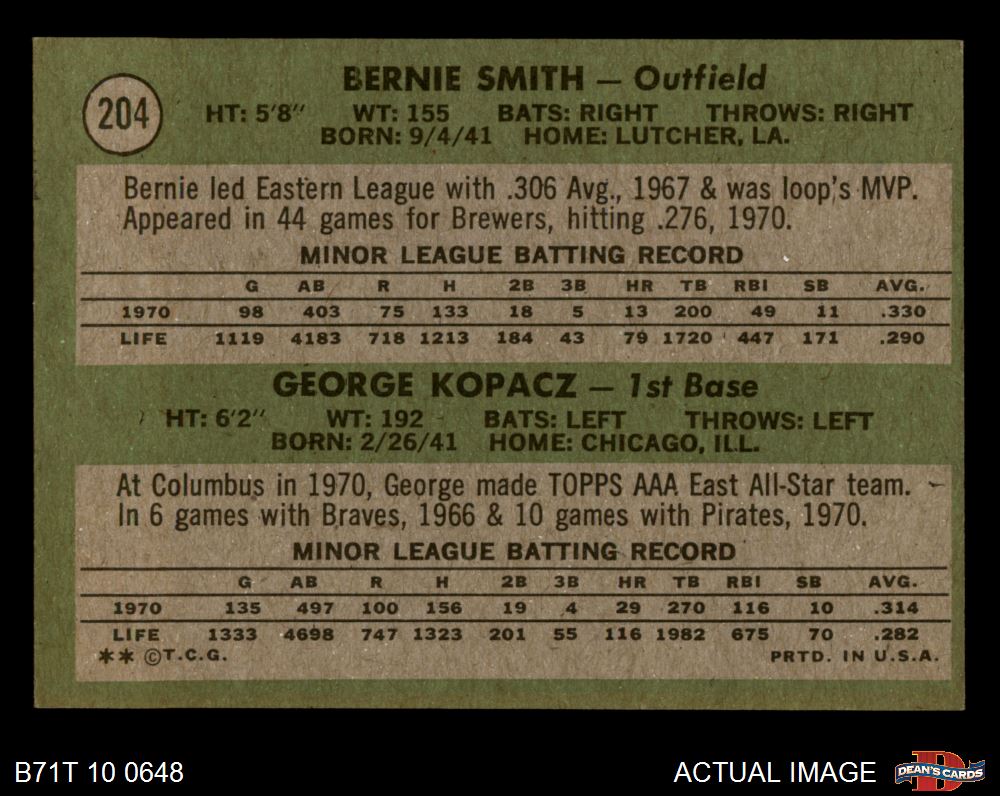 204
BERNIE SMITH — Outfield
HT: 5'8" WT: 155 BATS: RIGHT THROWS: RIGHT
BORN: 9/4/41 HOME: LUTCHER, LA.
Bernie led Eastern League with .306 Avg., 1967 & was loop's MVP.
Appeared in 44 games for Brewers, hitting .276, 1970.
MINOR LEAGUE BATTING RECORD
G AB R H 2B 3B HR TB RBI SB AVG.
1970 98 403 75 133 18 5 13 200 49 11 .330
LIFE 1119 4183 718 1213 184 43 79 1720 447 171 .290
GEORGE KOPACZ — 1st Base
HT: 6'2" WT: 192 BATS: LEFT THROWS: LEFT
BORN: 2/26/41 HOME: CHICAGO, ILL.
At Columbus in 1970, George made TOPPS AAA East All-Star team.
In 6 games with Braves, 1966 & 10 games with Pirates, 1970.
MINOR LEAGUE BATTING RECORD
G AB R H 2B 3B HR TB RBI SB AVG.
1970 135 497 100 156 19 4 29 270 116 10 .314
LIFE 1333 4698 747 1323 201 55 116 1982 675 70 .282
** ©T.C.G. PRTD. IN U.S.A.
B71T 10 0648 ACTUAL IMAGE DEAN'S CARDS